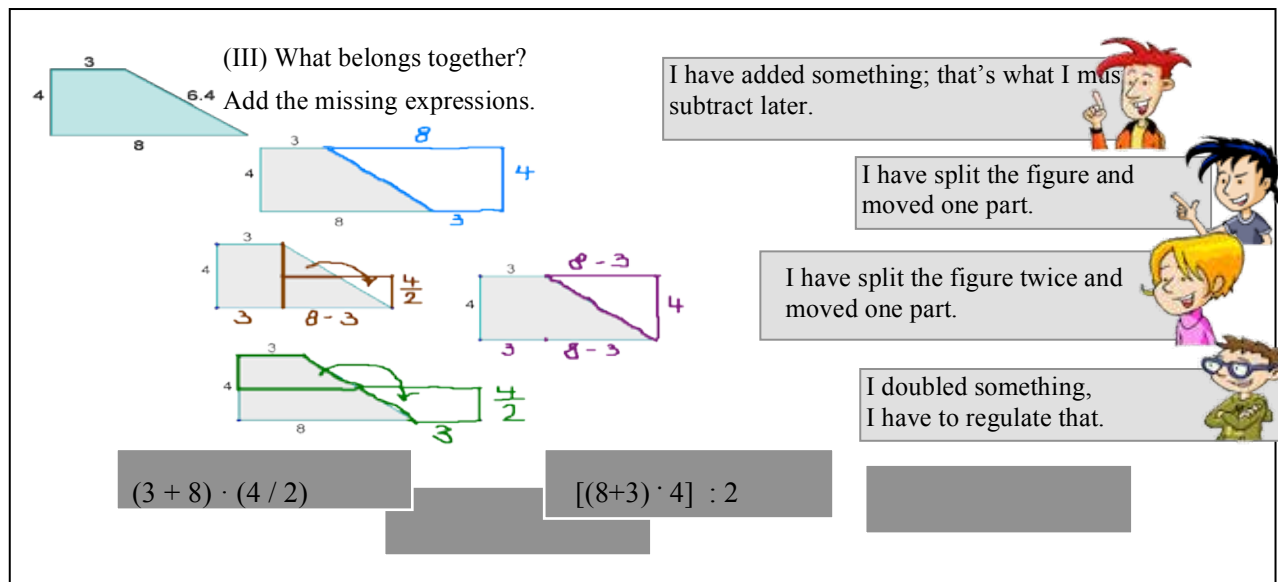 (III) What belongs together?
Add the missing expressions.
3
4
6.4
8
3
8
4
4
8
3
3
4
4/2
3
8 - 3
3
8 - 3
4
4
3
8 - 3
3
4
4/2
8
3
I have added something; that's what I mus
subtract later.
I have split the figure and
moved one part.
I have split the figure twice and
moved one part.
I doubled something,
I have to regulate that.
(3 + 8) · (4 / 2)
[(8+3) · 4] : 2